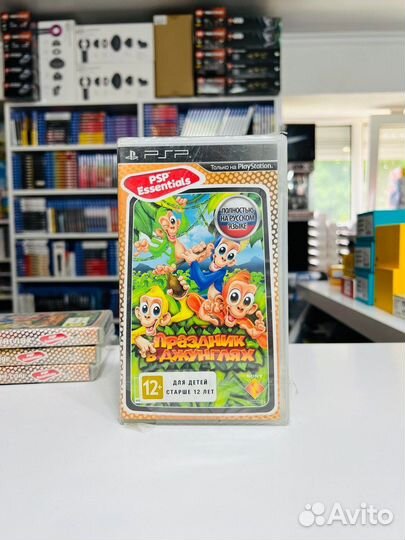 PSP
Только на PlayStation.
PSP
Essentials
ПОЛНОСТЬЮ
НА РУССКОМ
ЯЗЫКЕ
ПРАЗДНИК
В ДЖУНГЛЯХ
12+
ДЛЯ ДЕТЕЙ
СТАРШЕ 12 ЛЕТ
SONY
Avito